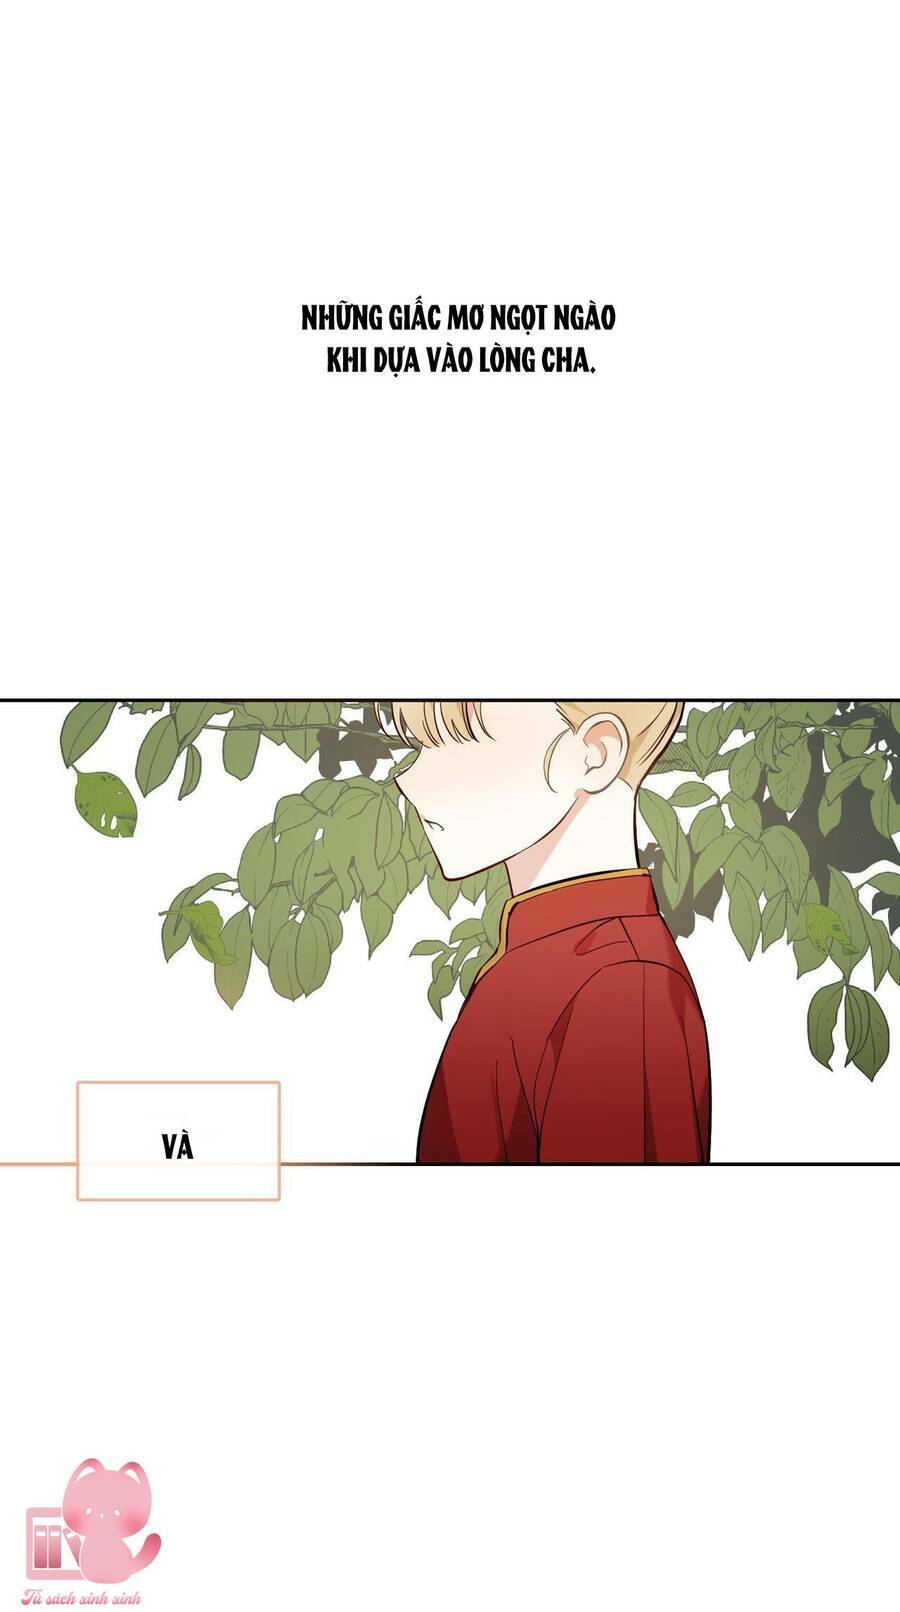 NHỮNG GIẤC MƠ NGỌT NGÀO
KHI DỰA VÀO LÒNG CHA.
VÀ
Tủ sách xinh xinh